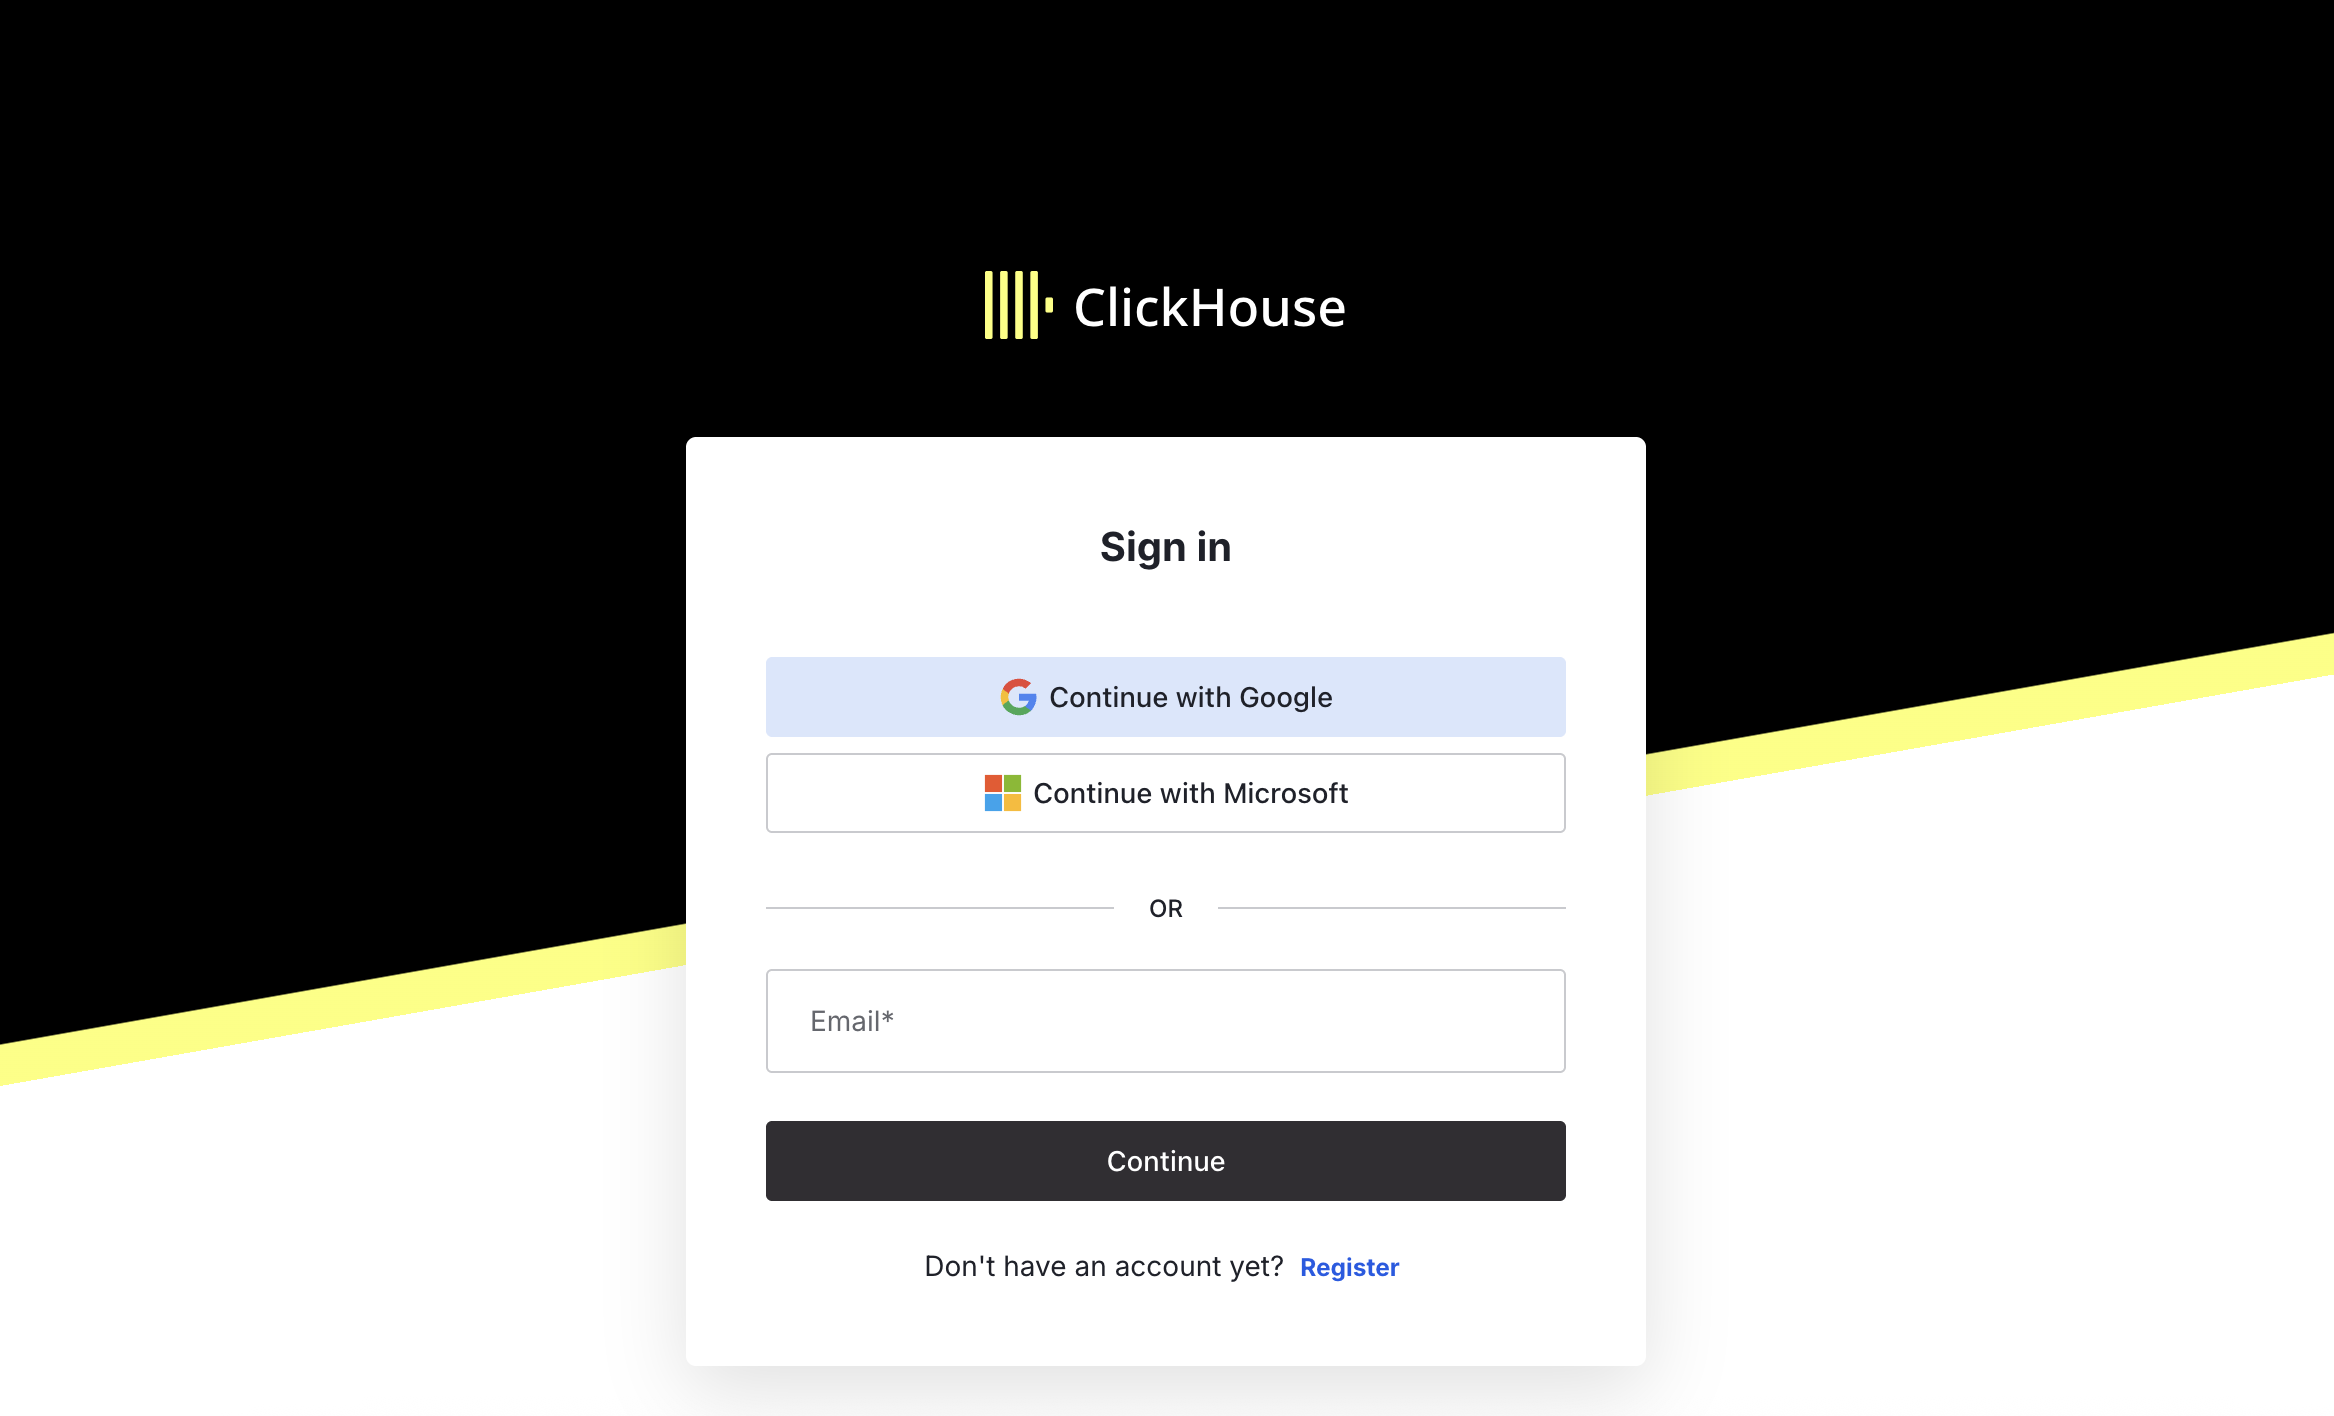 ClickHouse
Sign in
Continue with Google
Continue with Microsoft
OR
Email*
Continue
Don't have an account yet? Register